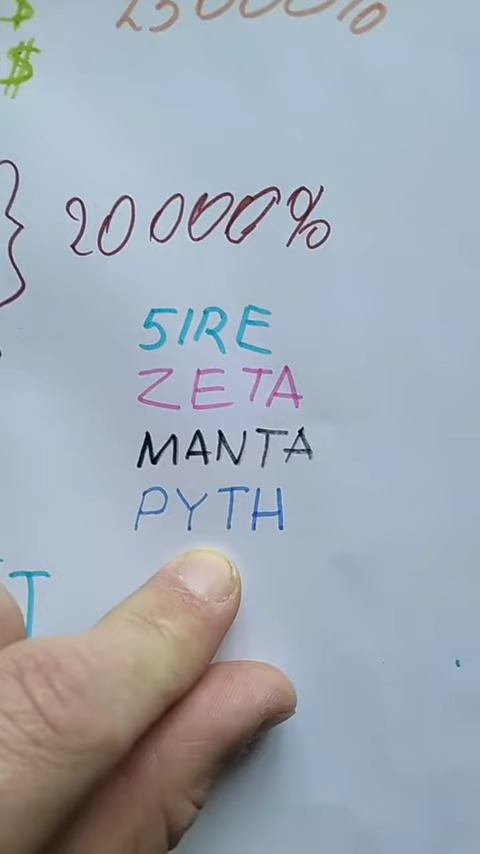 $
$
20000%
5IRE
ZETA
MANTA
PYTH
T